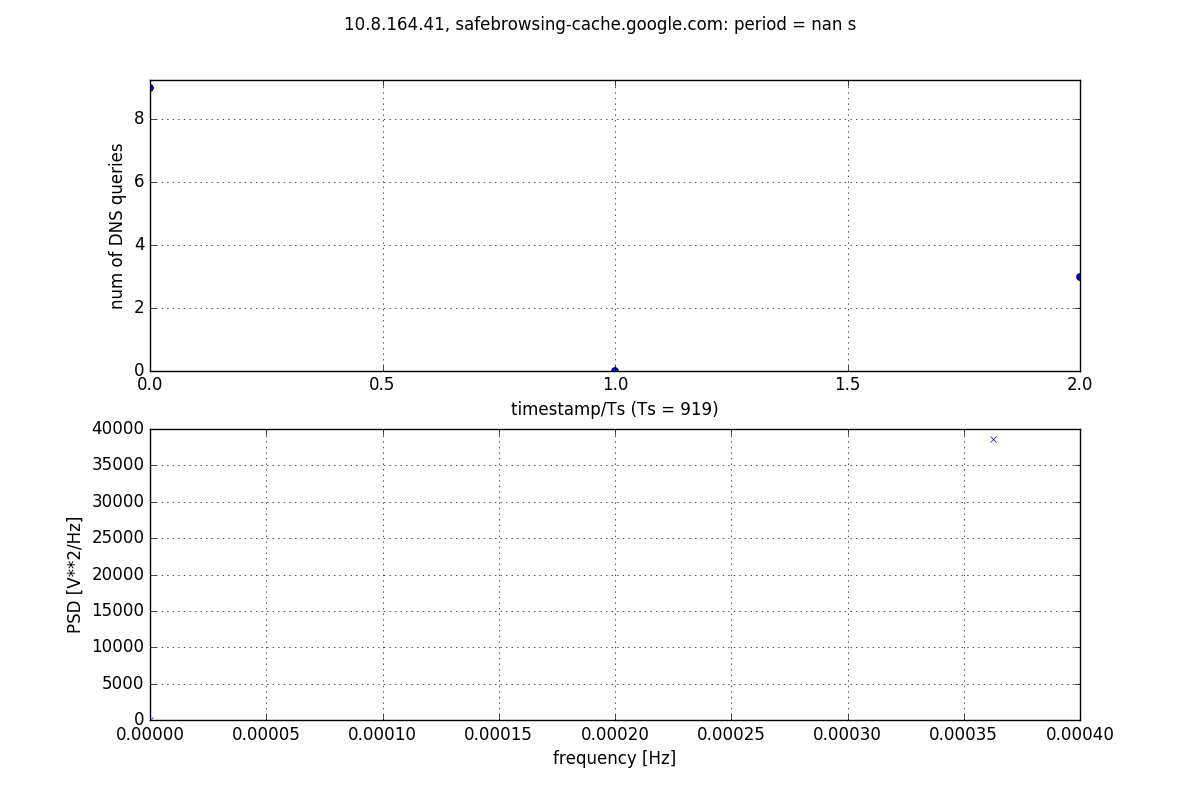 10.8.164.41, safebrowsing-cache.google.com: period = nan s
8
6
4
2
0
num of DNS queries
0.0 0.5 1.0 1.5 2.0
timestamp/Ts (Ts = 919)
40000
35000
30000
25000
20000
15000
10000
5000
0
PSD [V**2/Hz]
0.00000 0.00005 0.00010 0.00015 0.00020 0.00025 0.00030 0.00035 0.00040
frequency [Hz]